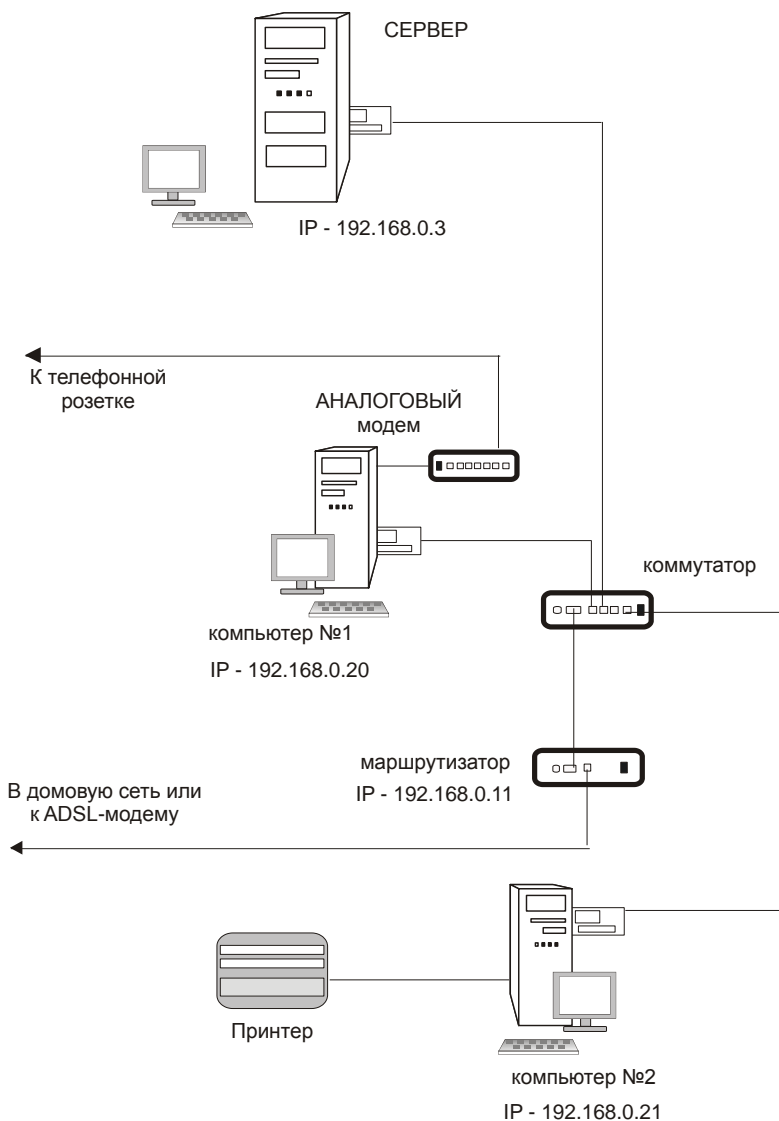 СЕРВЕР
IP - 192.168.0.3
К телефонной
розетке
АНАЛОГОВЫЙ
модем
коммутатор
компьютер №1
IP - 192.168.0.20
маршрутизатор
IP - 192.168.0.11
В домовую сеть или
к ADSL-модему
Принтер
компьютер №2
IP - 192.168.0.21